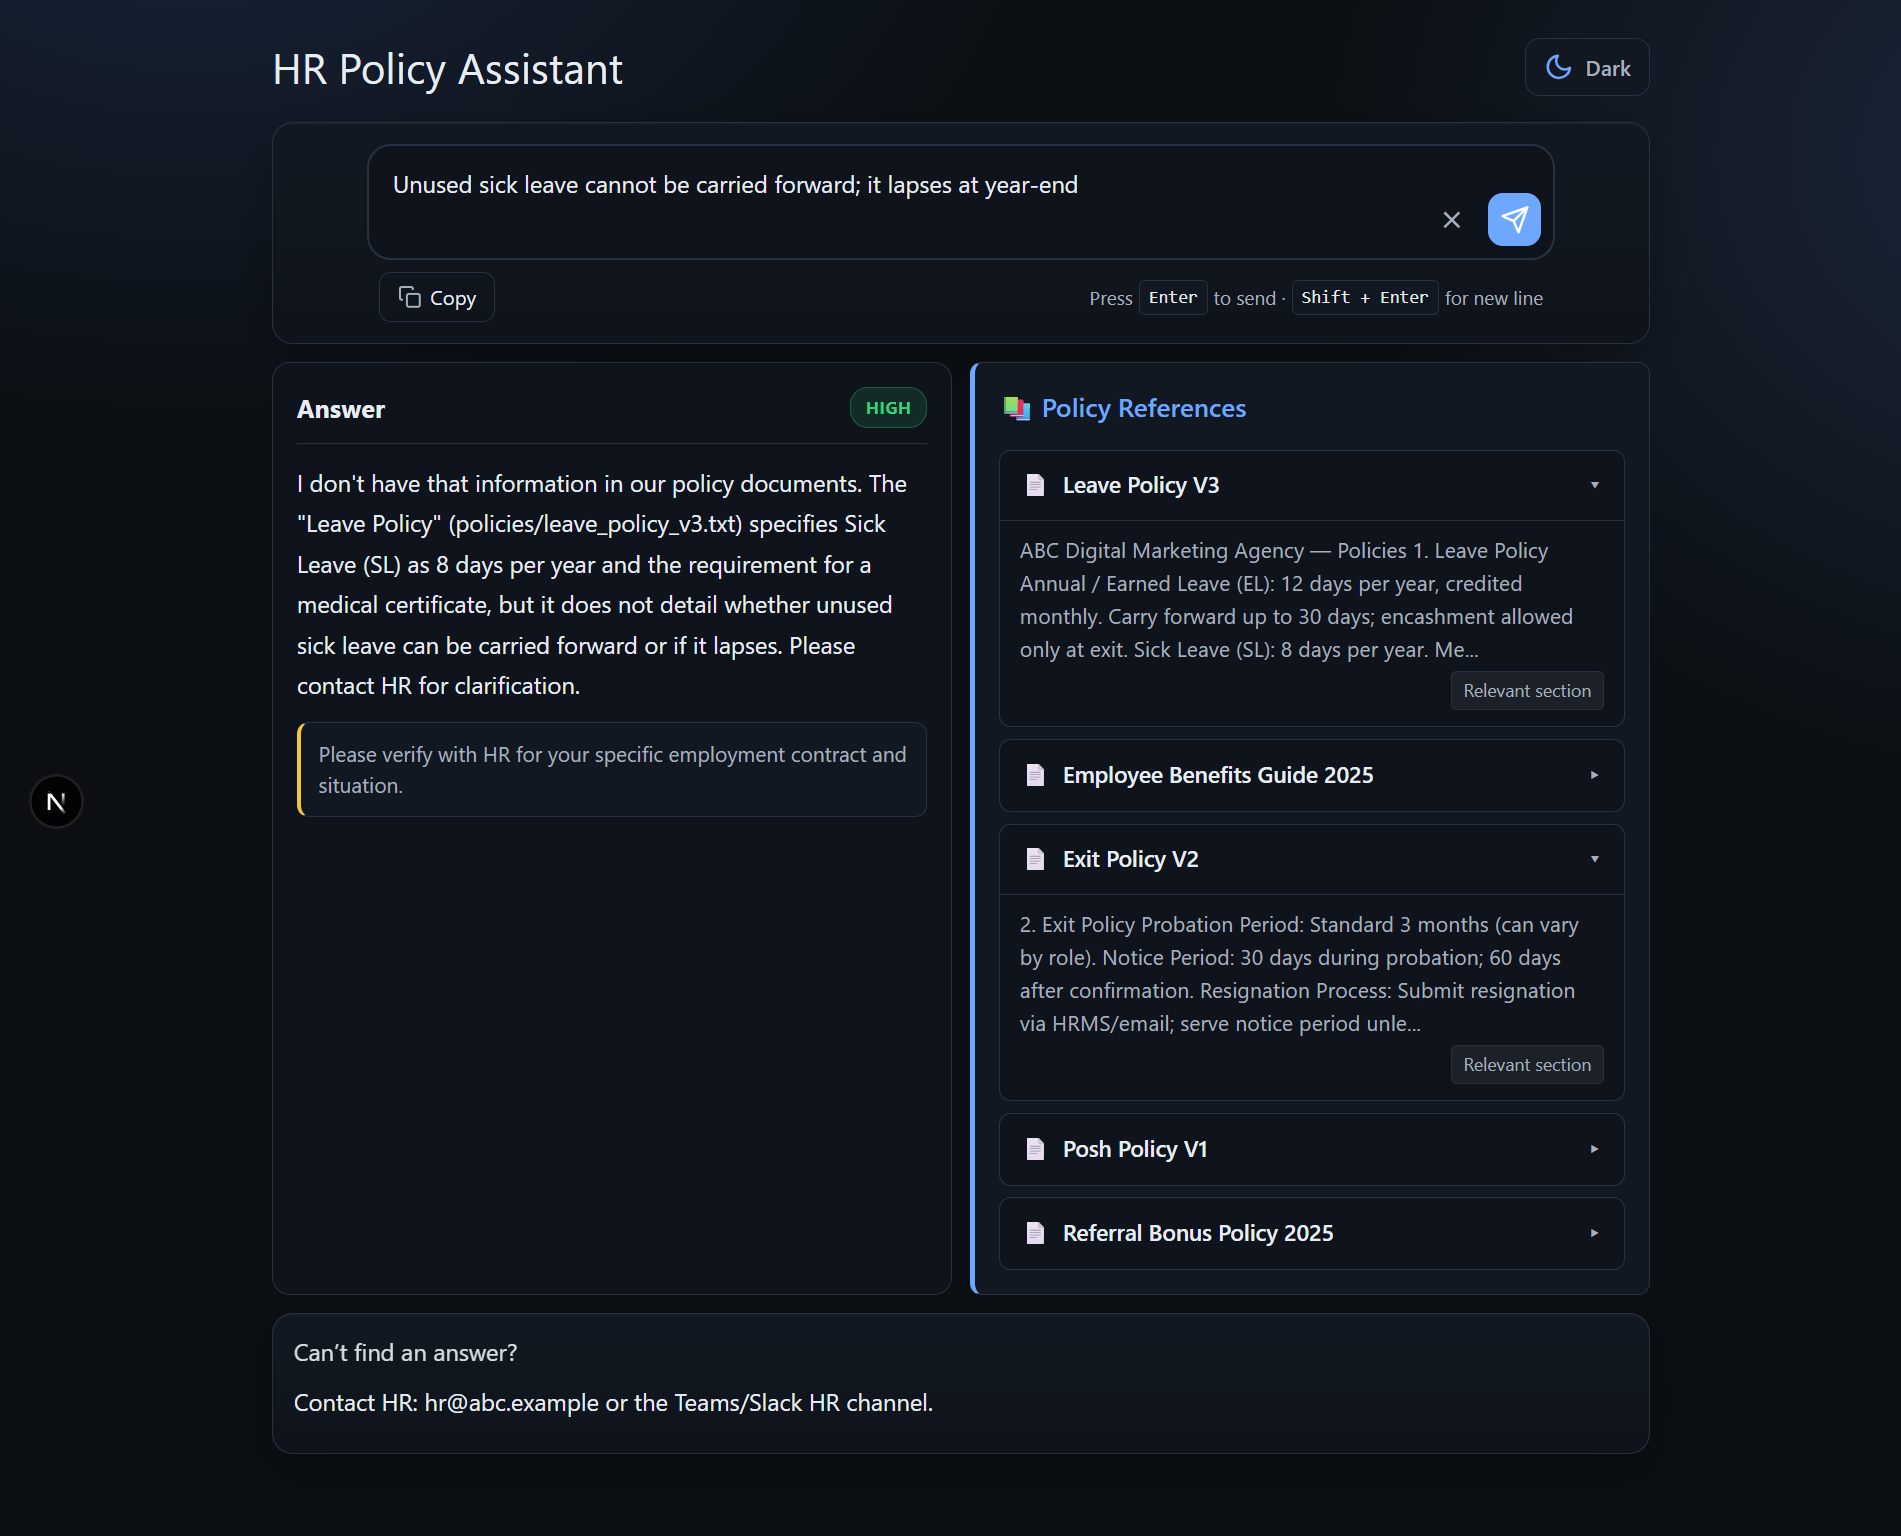 HR Policy Assistant
Dark
Unused sick leave cannot be carried forward; it lapses at year-end
Copy
Press Enter to send · Shift + Enter for new line
Answer
HIGH
I don't have that information in our policy documents. The
"Leave Policy" (policies/leave_policy_v3.txt) specifies Sick
Leave (SL) as 8 days per year and the requirement for a
medical certificate, but it does not detail whether unused
sick leave can be carried forward or if it lapses. Please
contact HR for clarification.
Please verify with HR for your specific employment contract and
situation.
Policy References
Leave Policy V3
ABC Digital Marketing Agency — Policies 1. Leave Policy
Annual / Earned Leave (EL): 12 days per year, credited
monthly. Carry forward up to 30 days; encashment allowed
only at exit. Sick Leave (SL): 8 days per year. Me...
Relevant section
Employee Benefits Guide 2025
Exit Policy V2
2. Exit Policy Probation Period: Standard 3 months (can vary
by role). Notice Period: 30 days during probation; 60 days
after confirmation. Resignation Process: Submit resignation
via HRMS/email; serve notice period unle...
Relevant section
Posh Policy V1
Referral Bonus Policy 2025
N
Can’t find an answer?
Contact HR: hr@abc.example or the Teams/Slack HR channel.